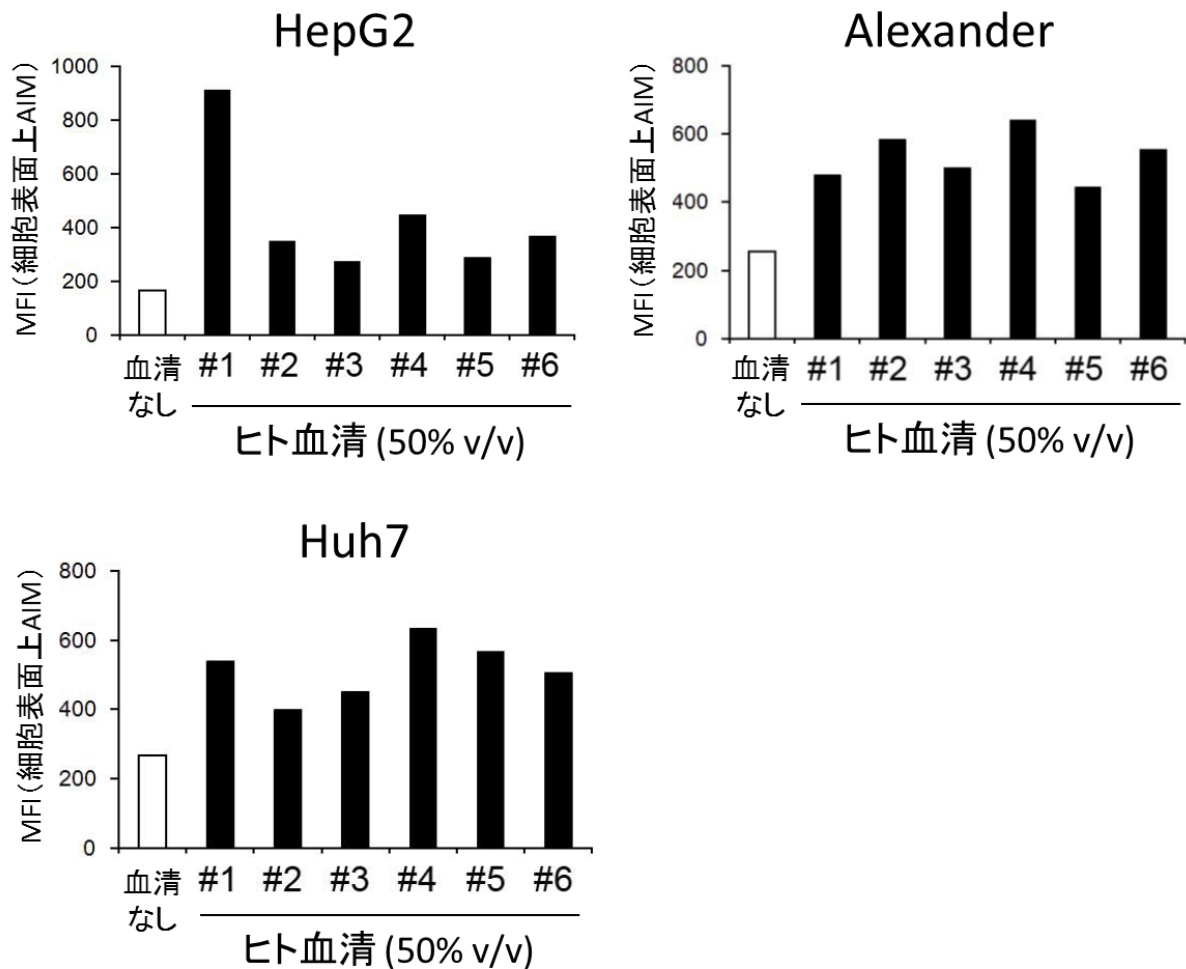 HepG2
MFI(細胞表面上AIM)
1000
800
600
400
200
0
血清
なし
#1 #2 #3 #4 #5 #6
ヒト血清 (50% v/v)
Alexander
MFI(細胞表面上AIM)
800
600
400
200
0
血清
なし
#1 #2 #3 #4 #5 #6
ヒト血清 (50% v/v)
Huh7
MFI(細胞表面上AIM)
800
600
400
200
0
血清
なし
#1 #2 #3 #4 #5 #6
ヒト血清 (50% v/v)